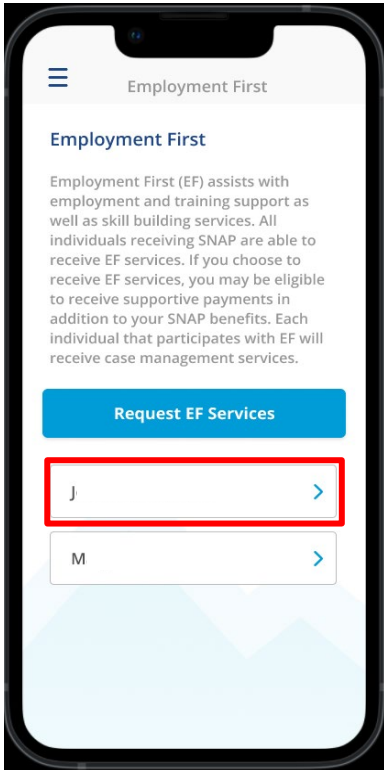 Employment First
Employment First
Employment First (EF) assists with
employment and training support as
well as skill building services. All
individuals receiving SNAP are able to
receive EF services. If you choose to
receive EF services, you may be eligible
to receive supportive payments in
addition to your SNAP benefits. Each
individual that participates with EF will
receive case management services.
Request EF Services
J
M